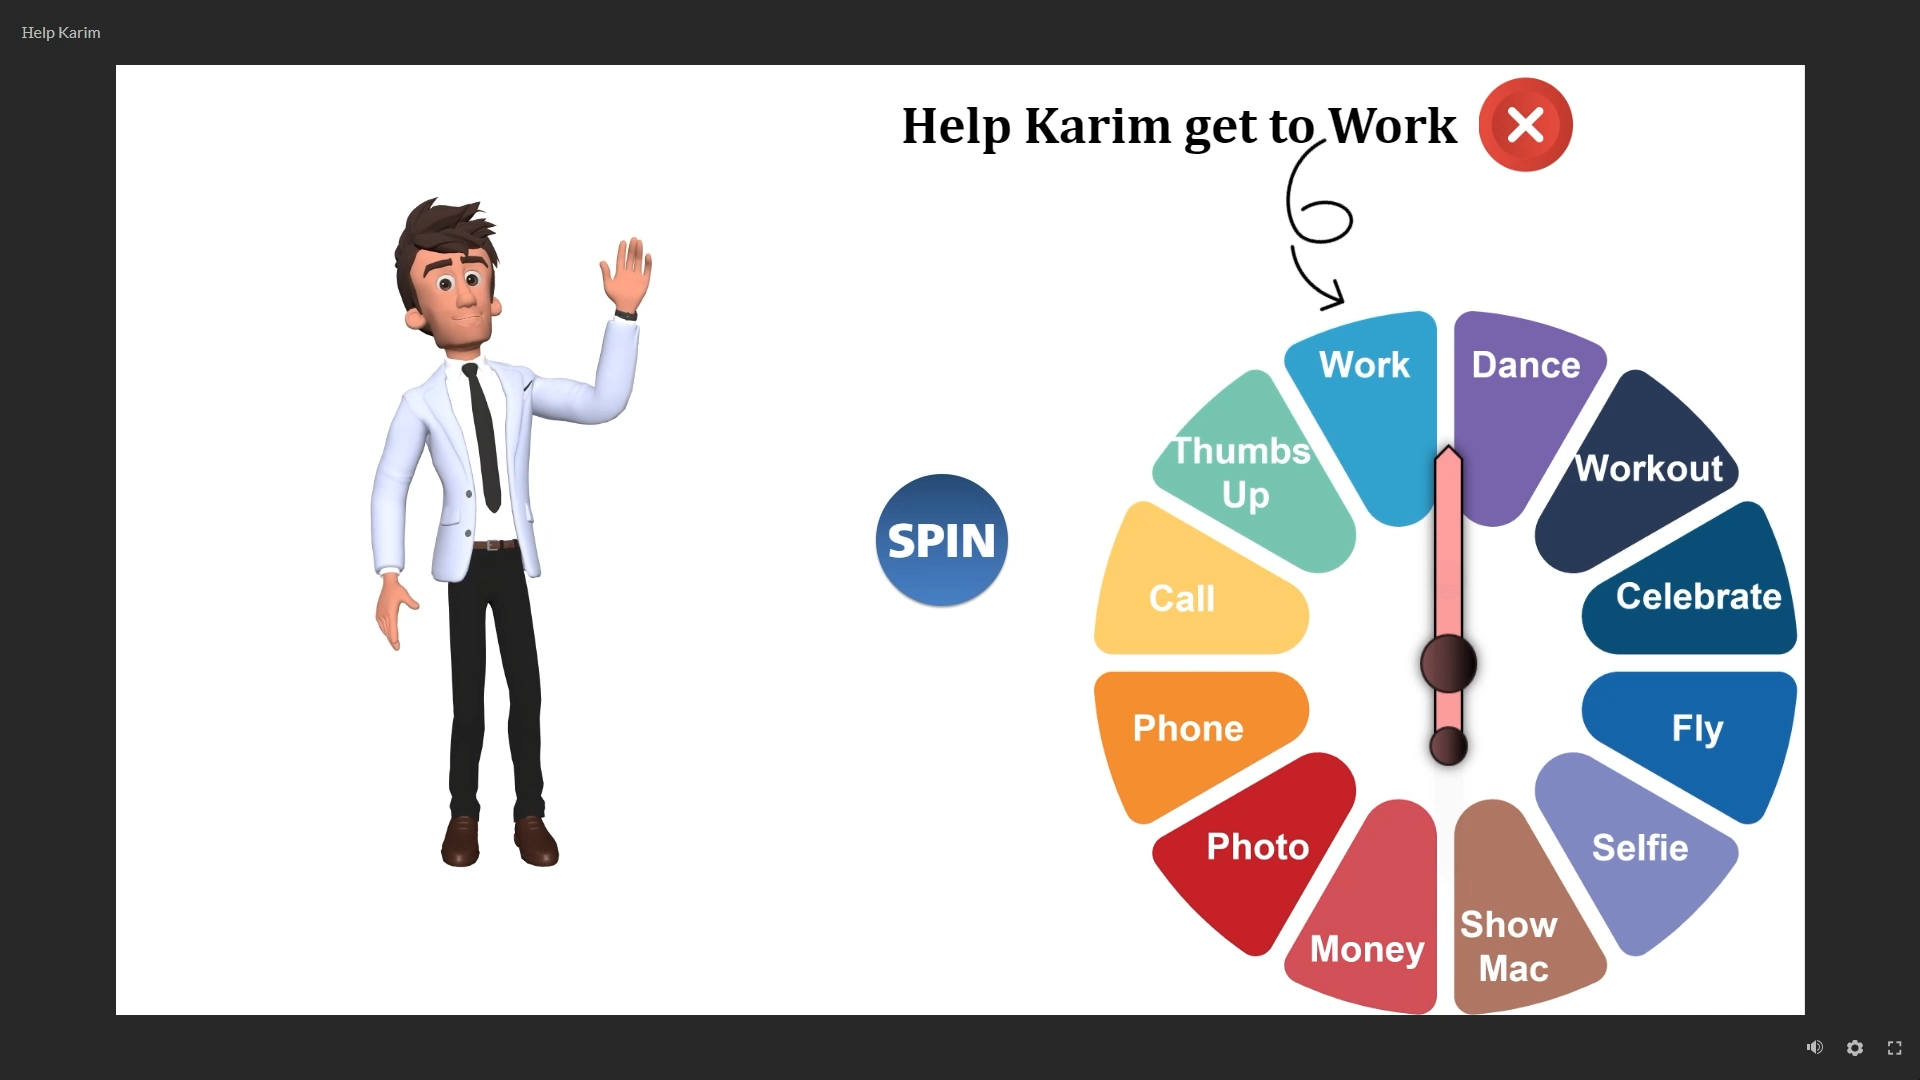 Help Karim
Help Karim get to Work
Work
Dance
Thumbs
Up
Workout
SPIN
Call
Celebrate
Phone
Fly
Photo
Selfie
Money
Show
Mac